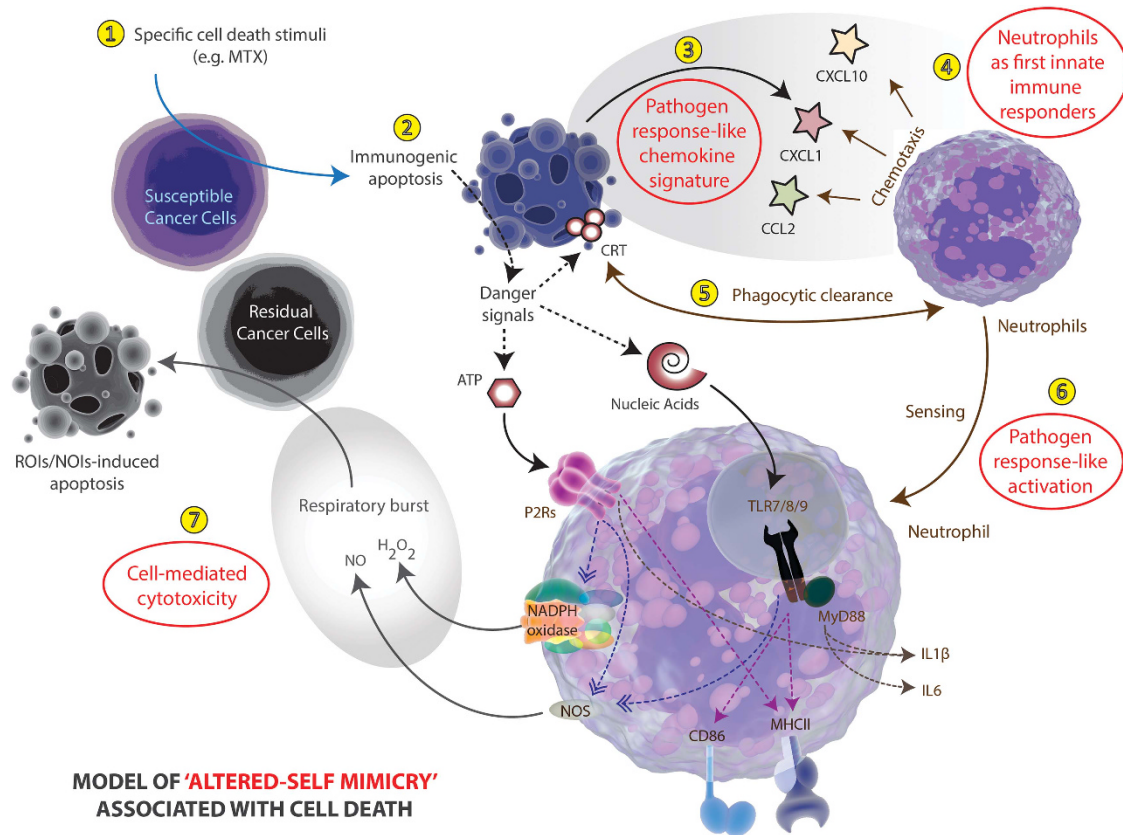 1
Specific cell death stimuli
(e.g. MTX)
Susceptible
Cancer Cells
2
Immunogenic
apoptosis
3
Pathogen
response-like
chemokine
signature
CXCL10
CXCL1
CCL2
Chemotaxis
4
Neutrophils
as first innate
immune
responders
CRT
5
Phagocytic clearance
Neutrophils
Danger
signals
ATP
Nucleic Acids
Residual
Cancer Cells
ROIs/NOIs-induced
apoptosis
Sensing
6
Pathogen
response-like
activation
Respiratory burst
NO
H₂O₂
7
Cell-mediated
cytotoxicity
P2Rs
TLR7/8/9
Neutrophil
NADPH
oxidase
MyD88
IL1β
IL6
NOS
CD86
MHCII
MODEL OF 'ALTERED-SELF MIMICRY'
ASSOCIATED WITH CELL DEATH